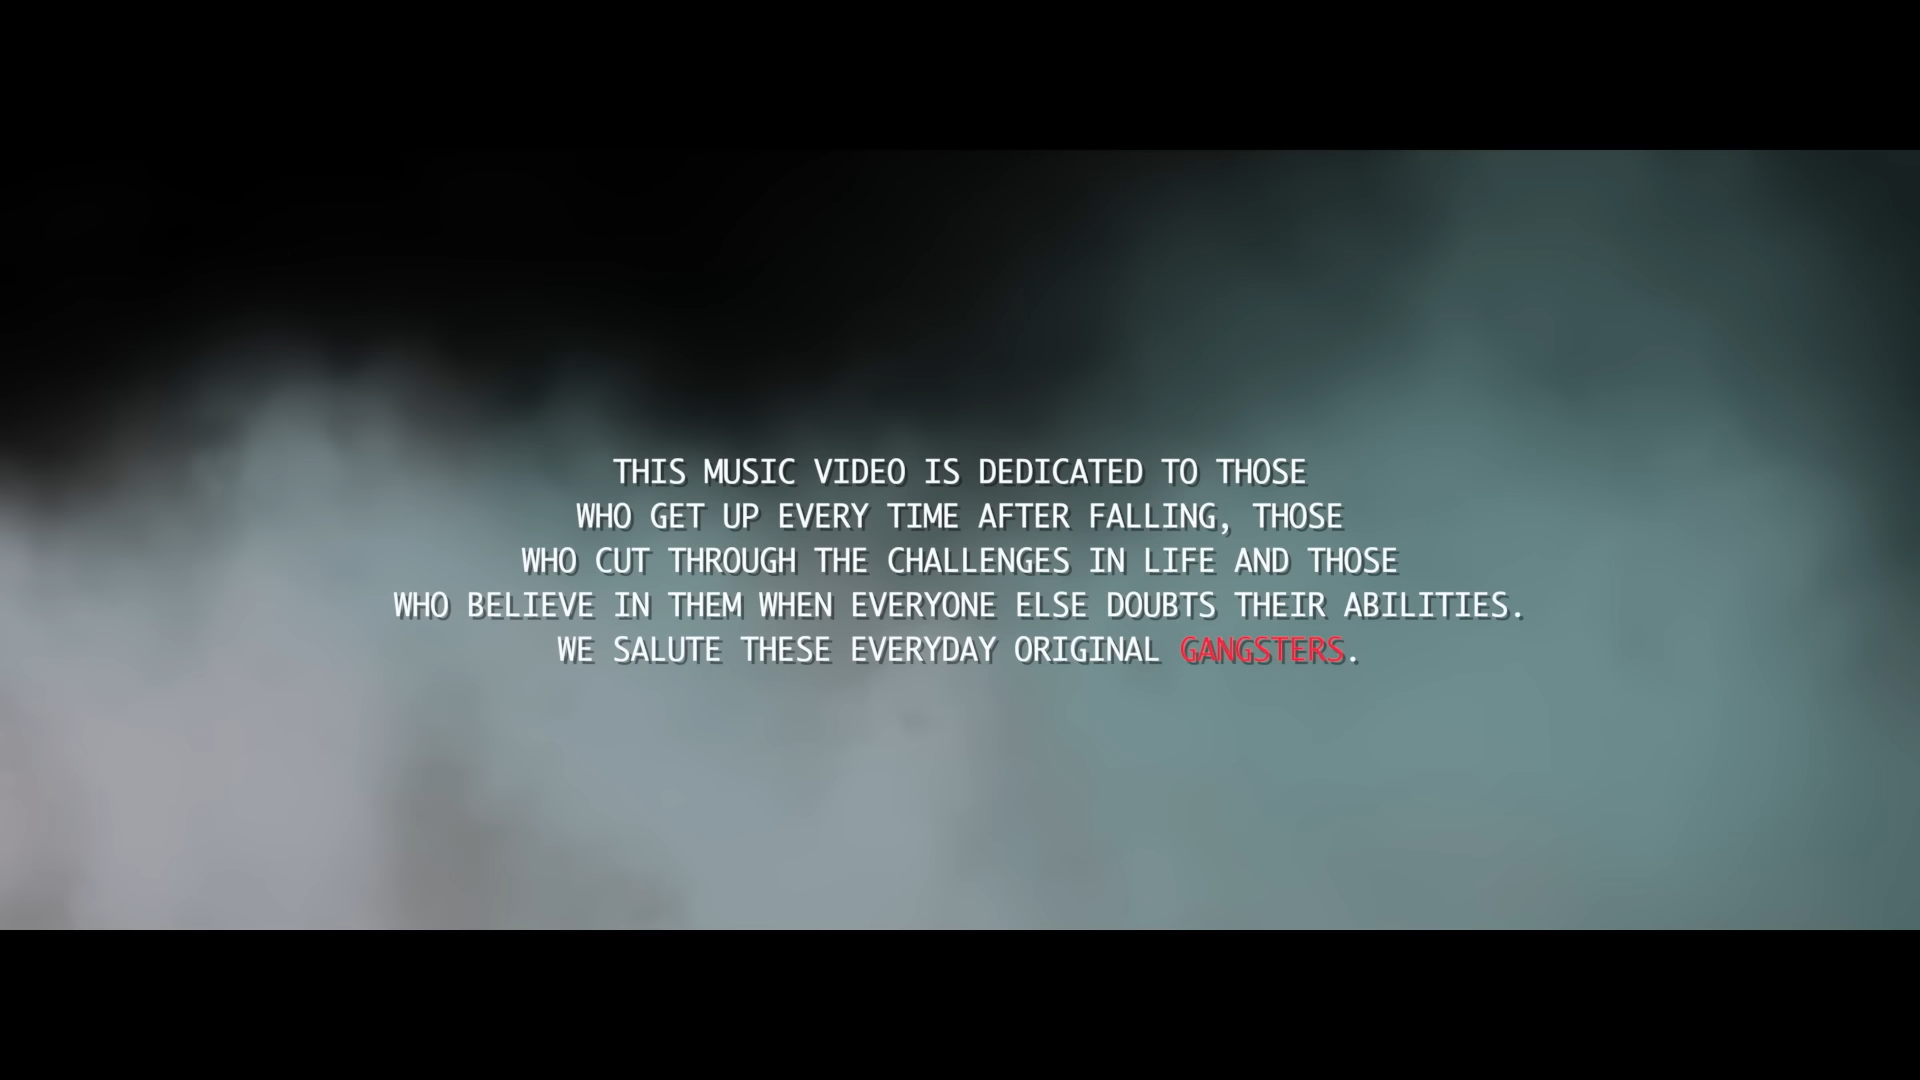 THIS MUSIC VIDEO IS DEDICATED TO THOSE
WHO GET UP EVERY TIME AFTER FALLING, THOSE
WHO CUT THROUGH THE CHALLENGES IN LIFE AND THOSE
WHO BELIEVE IN THEM WHEN EVERYONE ELSE DOUBTS THEIR ABILITIES.
WE SALUTE THESE EVERYDAY ORIGINAL GANGSTERS.